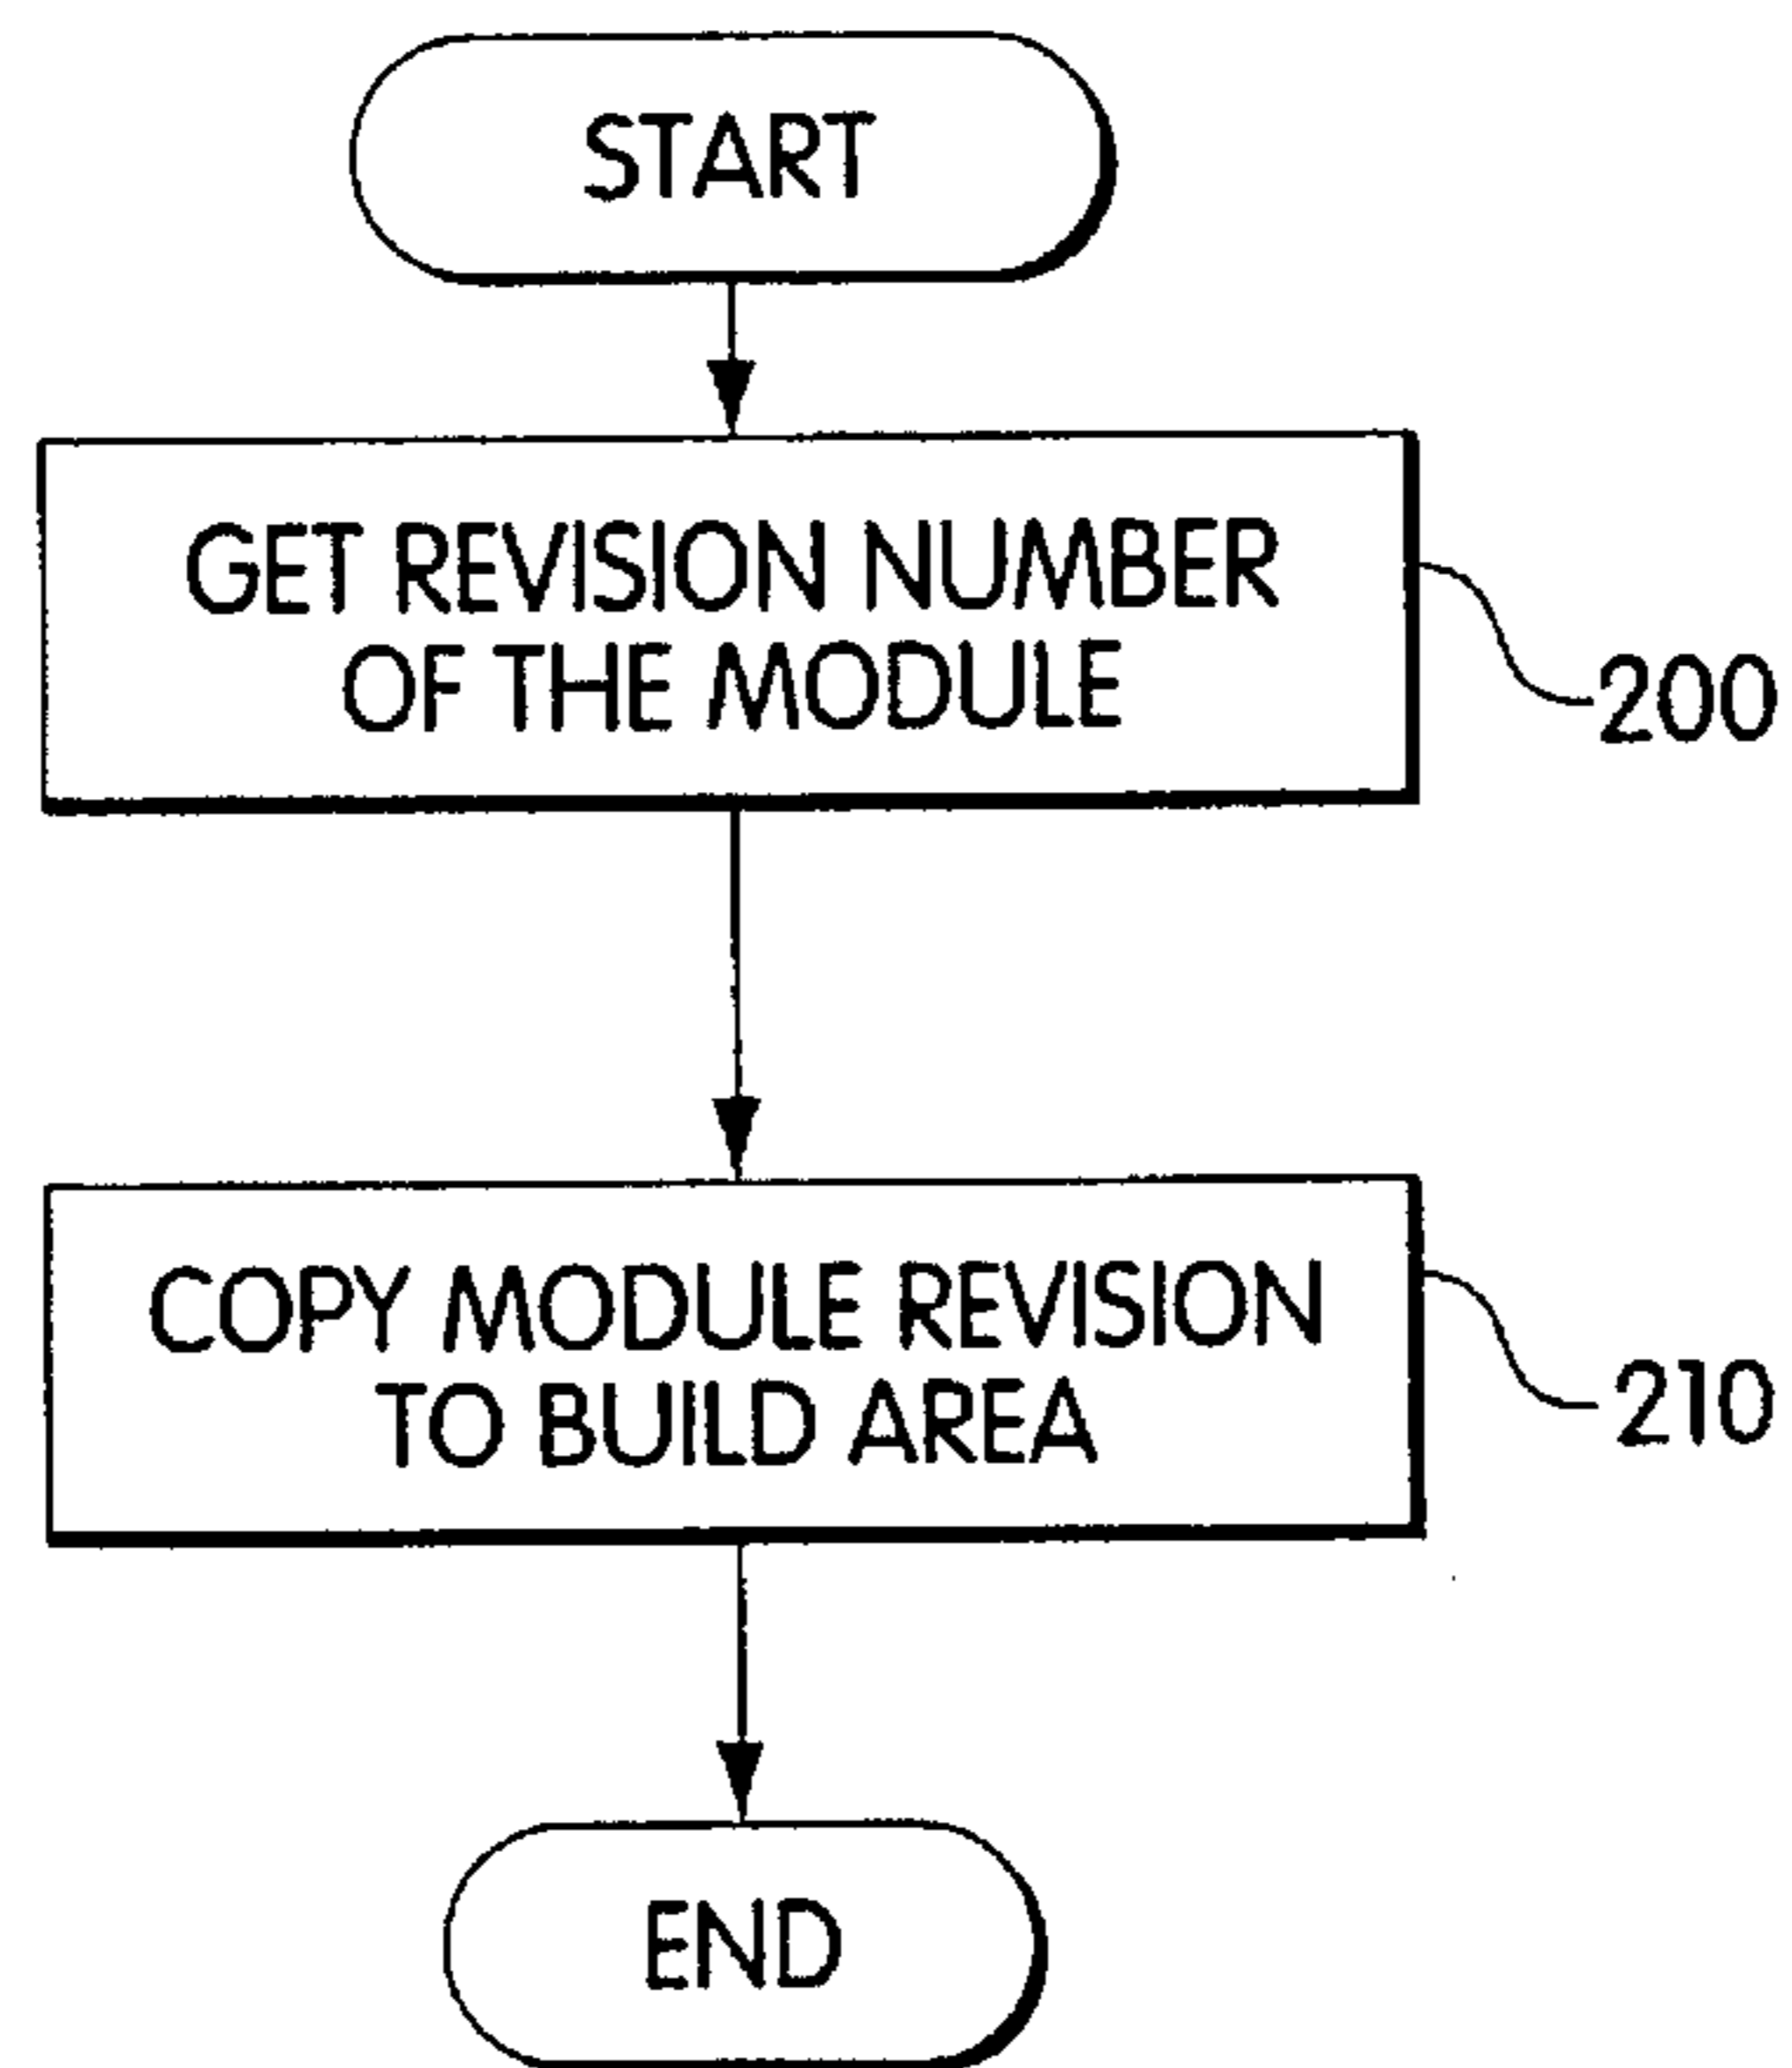 START
GET REVISION NUMBER
OF THE MODULE
200
COPY MODULE REVISION
TO BUILD AREA
210
END